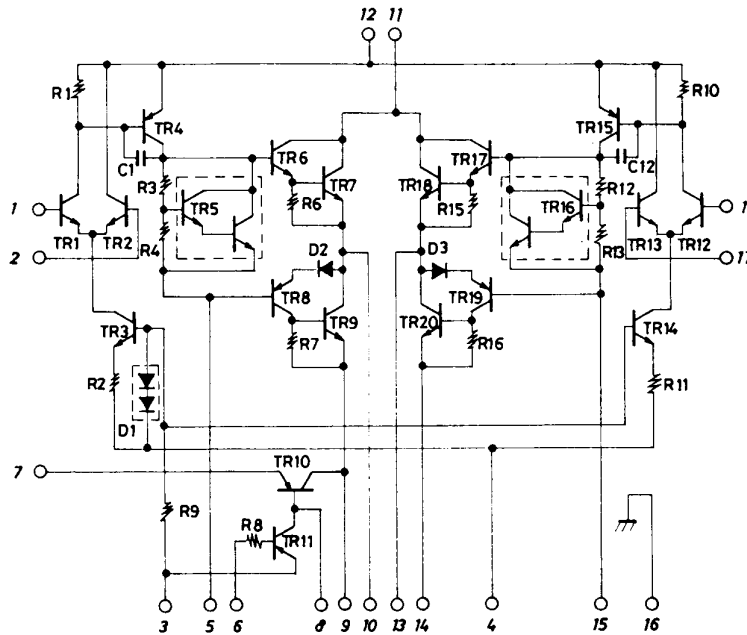 12 11
R1 R10
TR4 TR15
C1 TR6 TR17 C12
R3 TR7 TR18 R12
TR5 R6 R15 TR16
1 TR1 TR2 R4 R13 TR13 TR12 1
2 D2 D3 17
TR8 TR19
TR3 TR9 TR20 TR14
R2 R7 R16 R11
D1
7 TR10
R9 R8 TR11
3 5 6 8 9 10 13 14 4 15 16